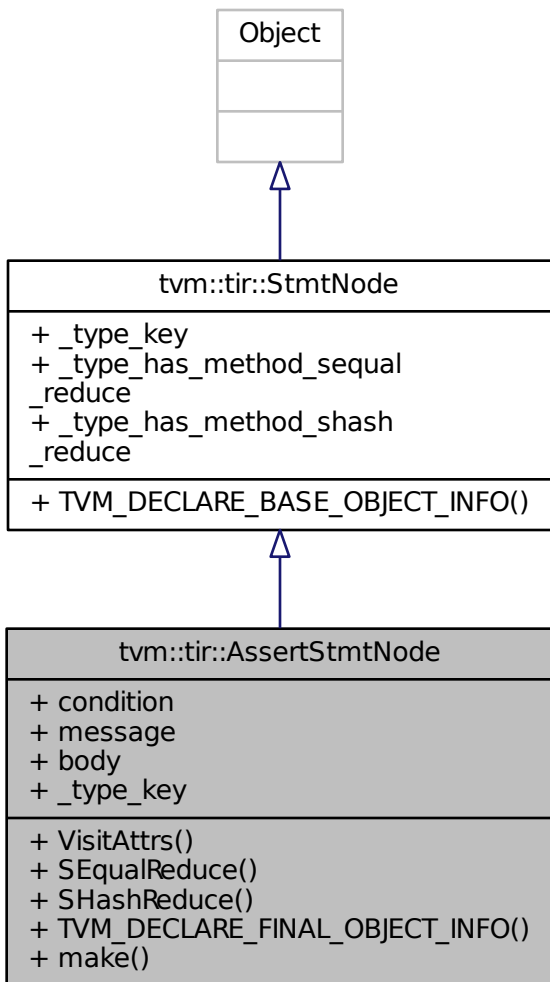 Object
tvm::tir::StmtNode
+ _type_key
+ _type_has_method_sequal
_reduce
+ _type_has_method_shash
_reduce
+ TVM_DECLARE_BASE_OBJECT_INFO()
tvm::tir::AssertStmtNode
+ condition
+ message
+ body
+ _type_key
+ VisitAttrs()
+ SEqualReduce()
+ SHashReduce()
+ TVM_DECLARE_FINAL_OBJECT_INFO()
+ make()